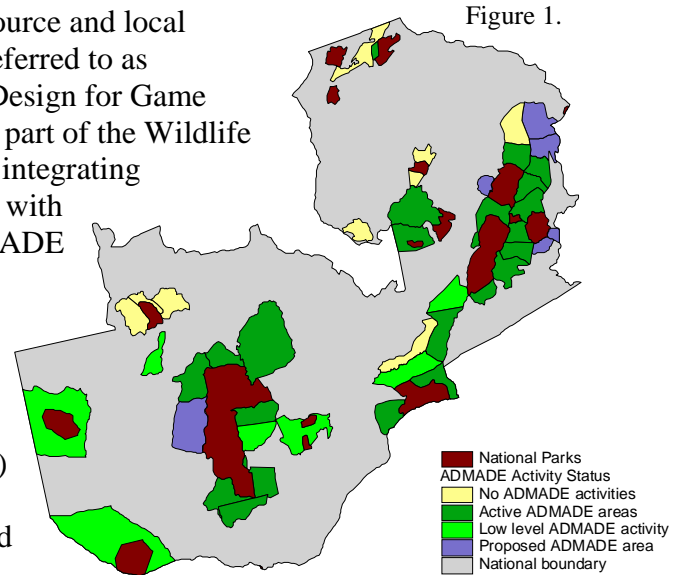 Figure 1.
ource and local
eferred to as
Design for Game
part of the Wildlife
integrating
with
ADE
)
d
National Parks
ADMADE Activity Status
No ADMADE activities
Active ADMADE areas
Low level ADMADE activity
Proposed ADMADE area
National boundary